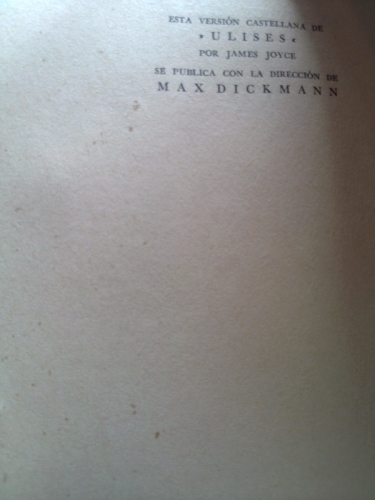 ESTA VERSIÓN CASTELLANA DE
» ULISES «
POR JAMES JOYCE
SE PUBLICA CON LA DIRECCIÓN DE
MAX DICKMANN